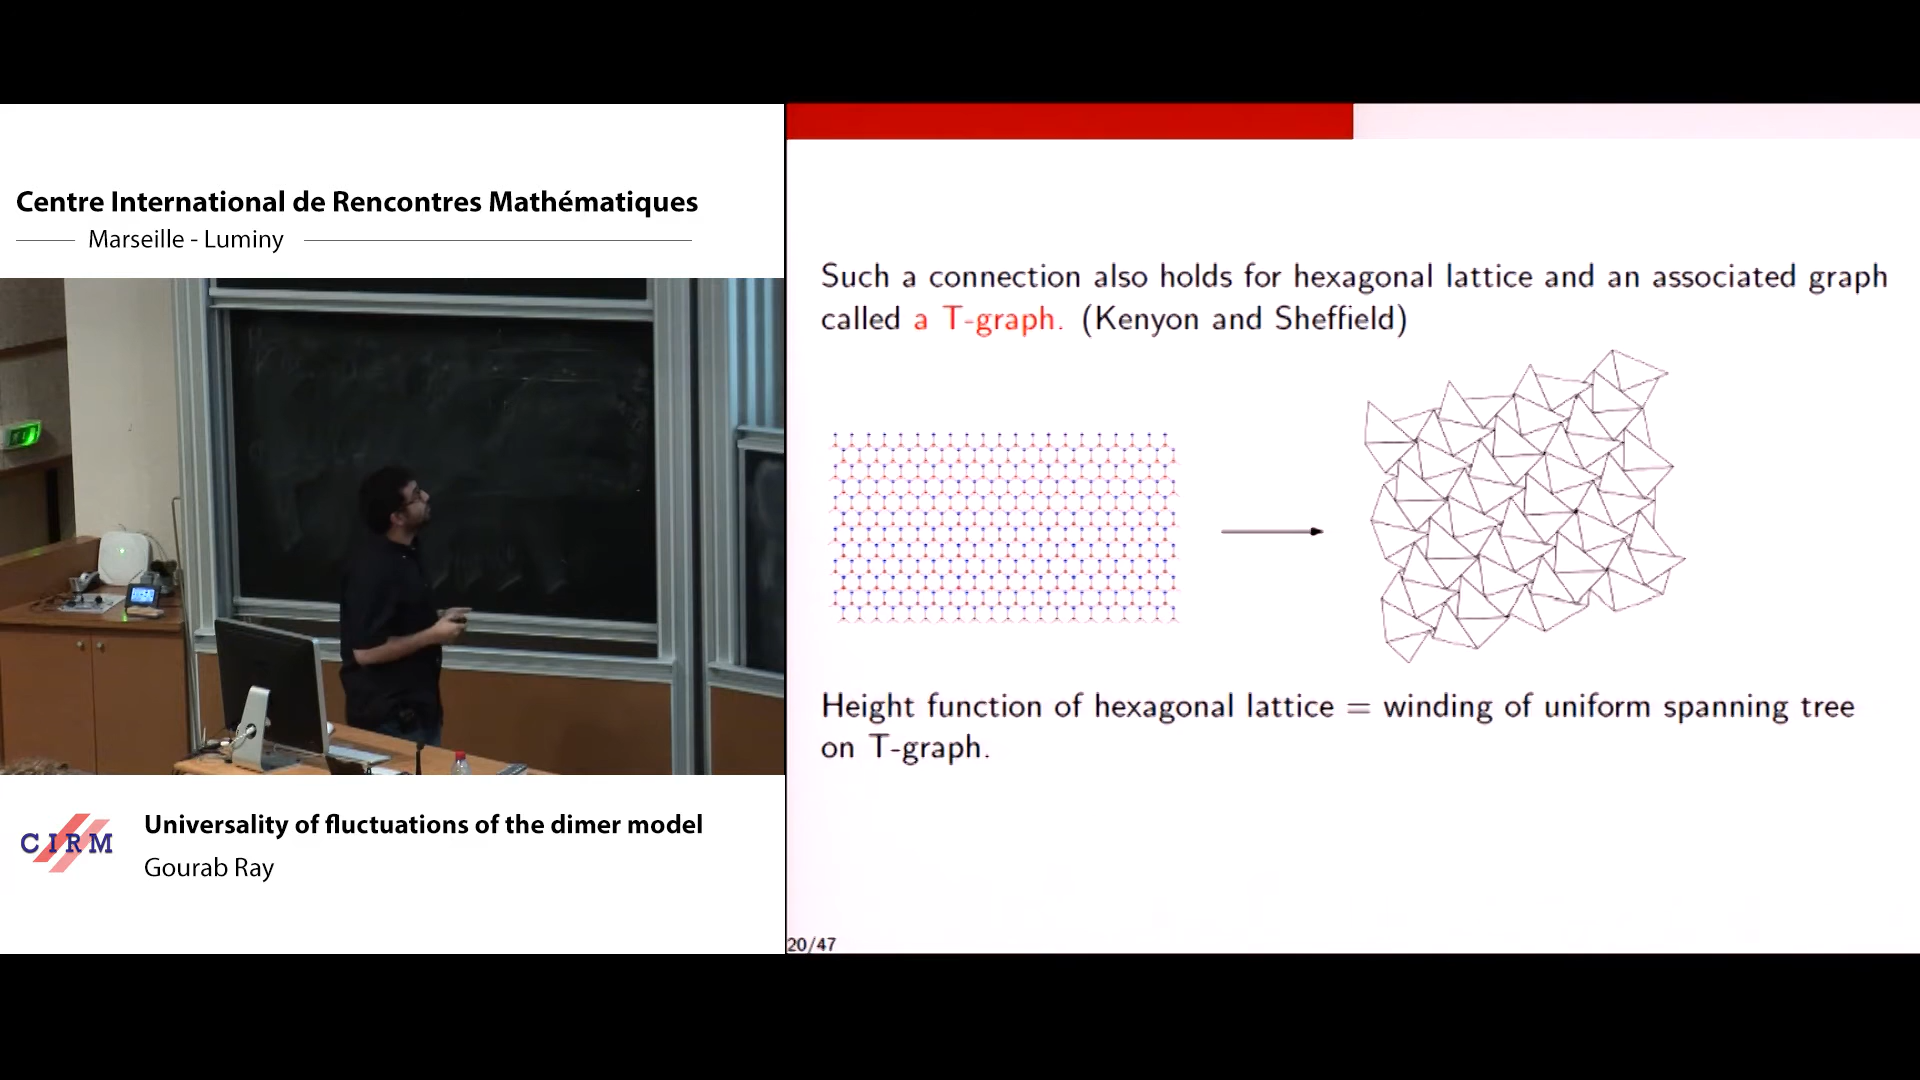 Centre International de Rencontres Mathématiques
Marseille - Luminy
Such a connection also holds for hexagonal lattice and an associated graph
called a T-graph. (Kenyon and Sheffield)
Height function of hexagonal lattice = winding of uniform spanning tree
on T-graph.
20/47
CIRM
Universality of fluctuations of the dimer model
Gourab Ray